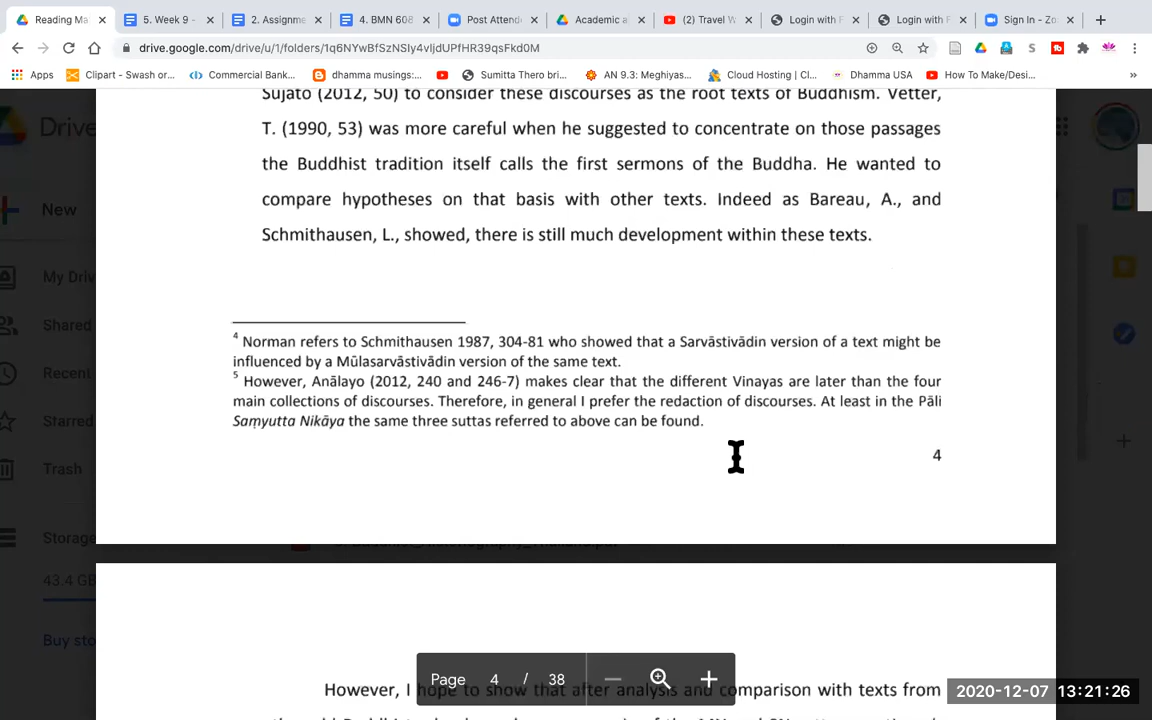 Reading Ma
5. Week 9 -
2. Assignme
4. BMN 608
Post Attende
Academic a
(2) Travel W
Login with F
Login with F
Sign In - Zo
drive.google.com/drive/u/1/folders/1q6NYwBfSzNSIy4vIjdUPfHR39qsFkd0M
Apps
Clipart - Swash or...
Commercial Bank...
dhamma musings:...
Sumitta Thero bri...
AN 9.3: Meghiyas...
Cloud Hosting | Cl...
Dhamma USA
How To Make/Desi...
»
Drive
New
My Driv
Shared
Recen
Starr
Trash
Storage
43.4 GB
Buy sto
Sujato (2012, 50) to consider these discourses as the root texts of Buddhism. Vetter,
T. (1990, 53) was more careful when he suggested to concentrate on those passages
the Buddhist tradition itself calls the first sermons of the Buddha. He wanted to
compare hypotheses on that basis with other texts. Indeed as Bareau, A., and
Schmithausen, L., showed, there is still much development within these texts.
4 Norman refers to Schmithausen 1987, 304-81 who showed that a Sarvāstivādin version of a text might be
influenced by a Mūlasarvāstivādin version of the same text.
5 However, Anālayo (2012, 240 and 246-7) makes clear that the different Vinayas are later than the four
main collections of discourses. Therefore, in general I prefer the redaction of discourses. At least in the Pāli
Saṃyutta Nikāya the same three suttas referred to above can be found.
4
However, I hope to show that after analysis and comparison with texts from
Page 4 / 38
2020-12-07 13:21:26